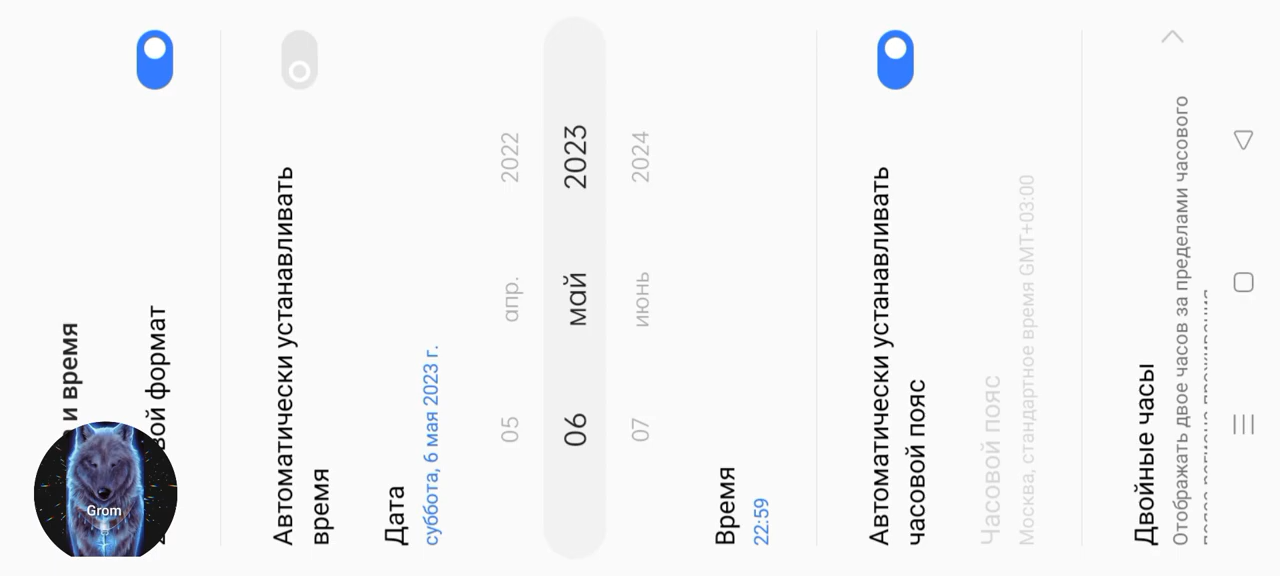 и время
Grom
вой формат
Автоматически устанавливать
время
Дата
суббота, 6 мая 2023 г.
05 апр. 2022
06 май 2023
07 июнь 2024
Время
22:59
Автоматически устанавливать
часовой пояс
Часовой пояс
Москва, стандартное время GMT+03:00
Двойные часы
Отображать двое часов за пределами часового